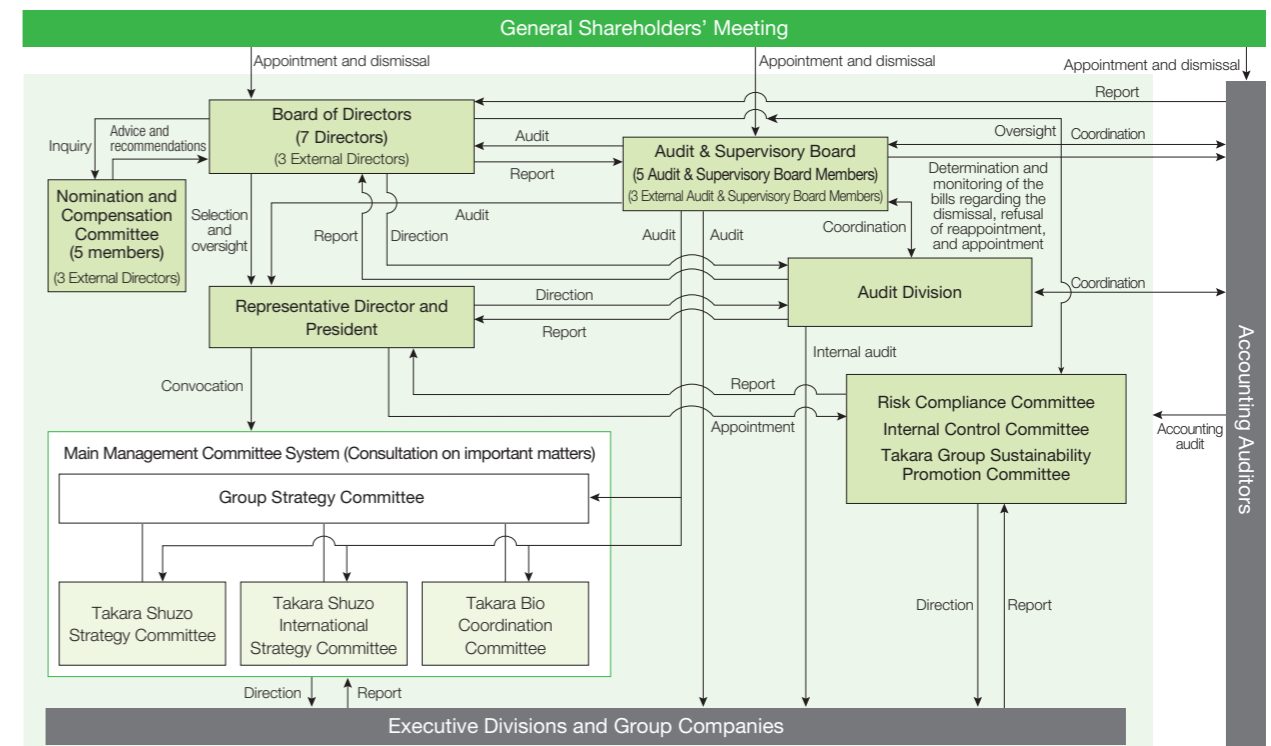 General Shareholders’ Meeting
Appointment and dismissal
Appointment and dismissal
Appointment and dismissal
Report
Board of Directors
(7 Directors)
(3 External Directors)
Inquiry
Advice and
recommendations
Audit
Report
Audit & Supervisory Board
(5 Audit & Supervisory Board Members)
(3 External Audit & Supervisory Board Members)
Oversight
Coordination
Determination and
monitoring of the
bills regarding the
dismissal, refusal
of reappointment,
and appointment
Nomination and
Compensation
Committee
(5 members)
(3 External Directors)
Selection
and
oversight
Report
Direction
Audit
Audit
Audit
Coordination
Audit Division
Coordination
Representative Director and
President
Direction
Report
Internal audit
Convocation
Report
Appointment
Risk Compliance Committee
Internal Control Committee
Takara Group Sustainability
Promotion Committee
Accounting
audit
Accounting Auditors
Main Management Committee System (Consultation on important matters)
Group Strategy Committee
Takara Shuzo
Strategy Committee
Takara Shuzo
International
Strategy Committee
Takara Bio
Coordination
Committee
Direction
Report
Direction
Report
Executive Divisions and Group Companies